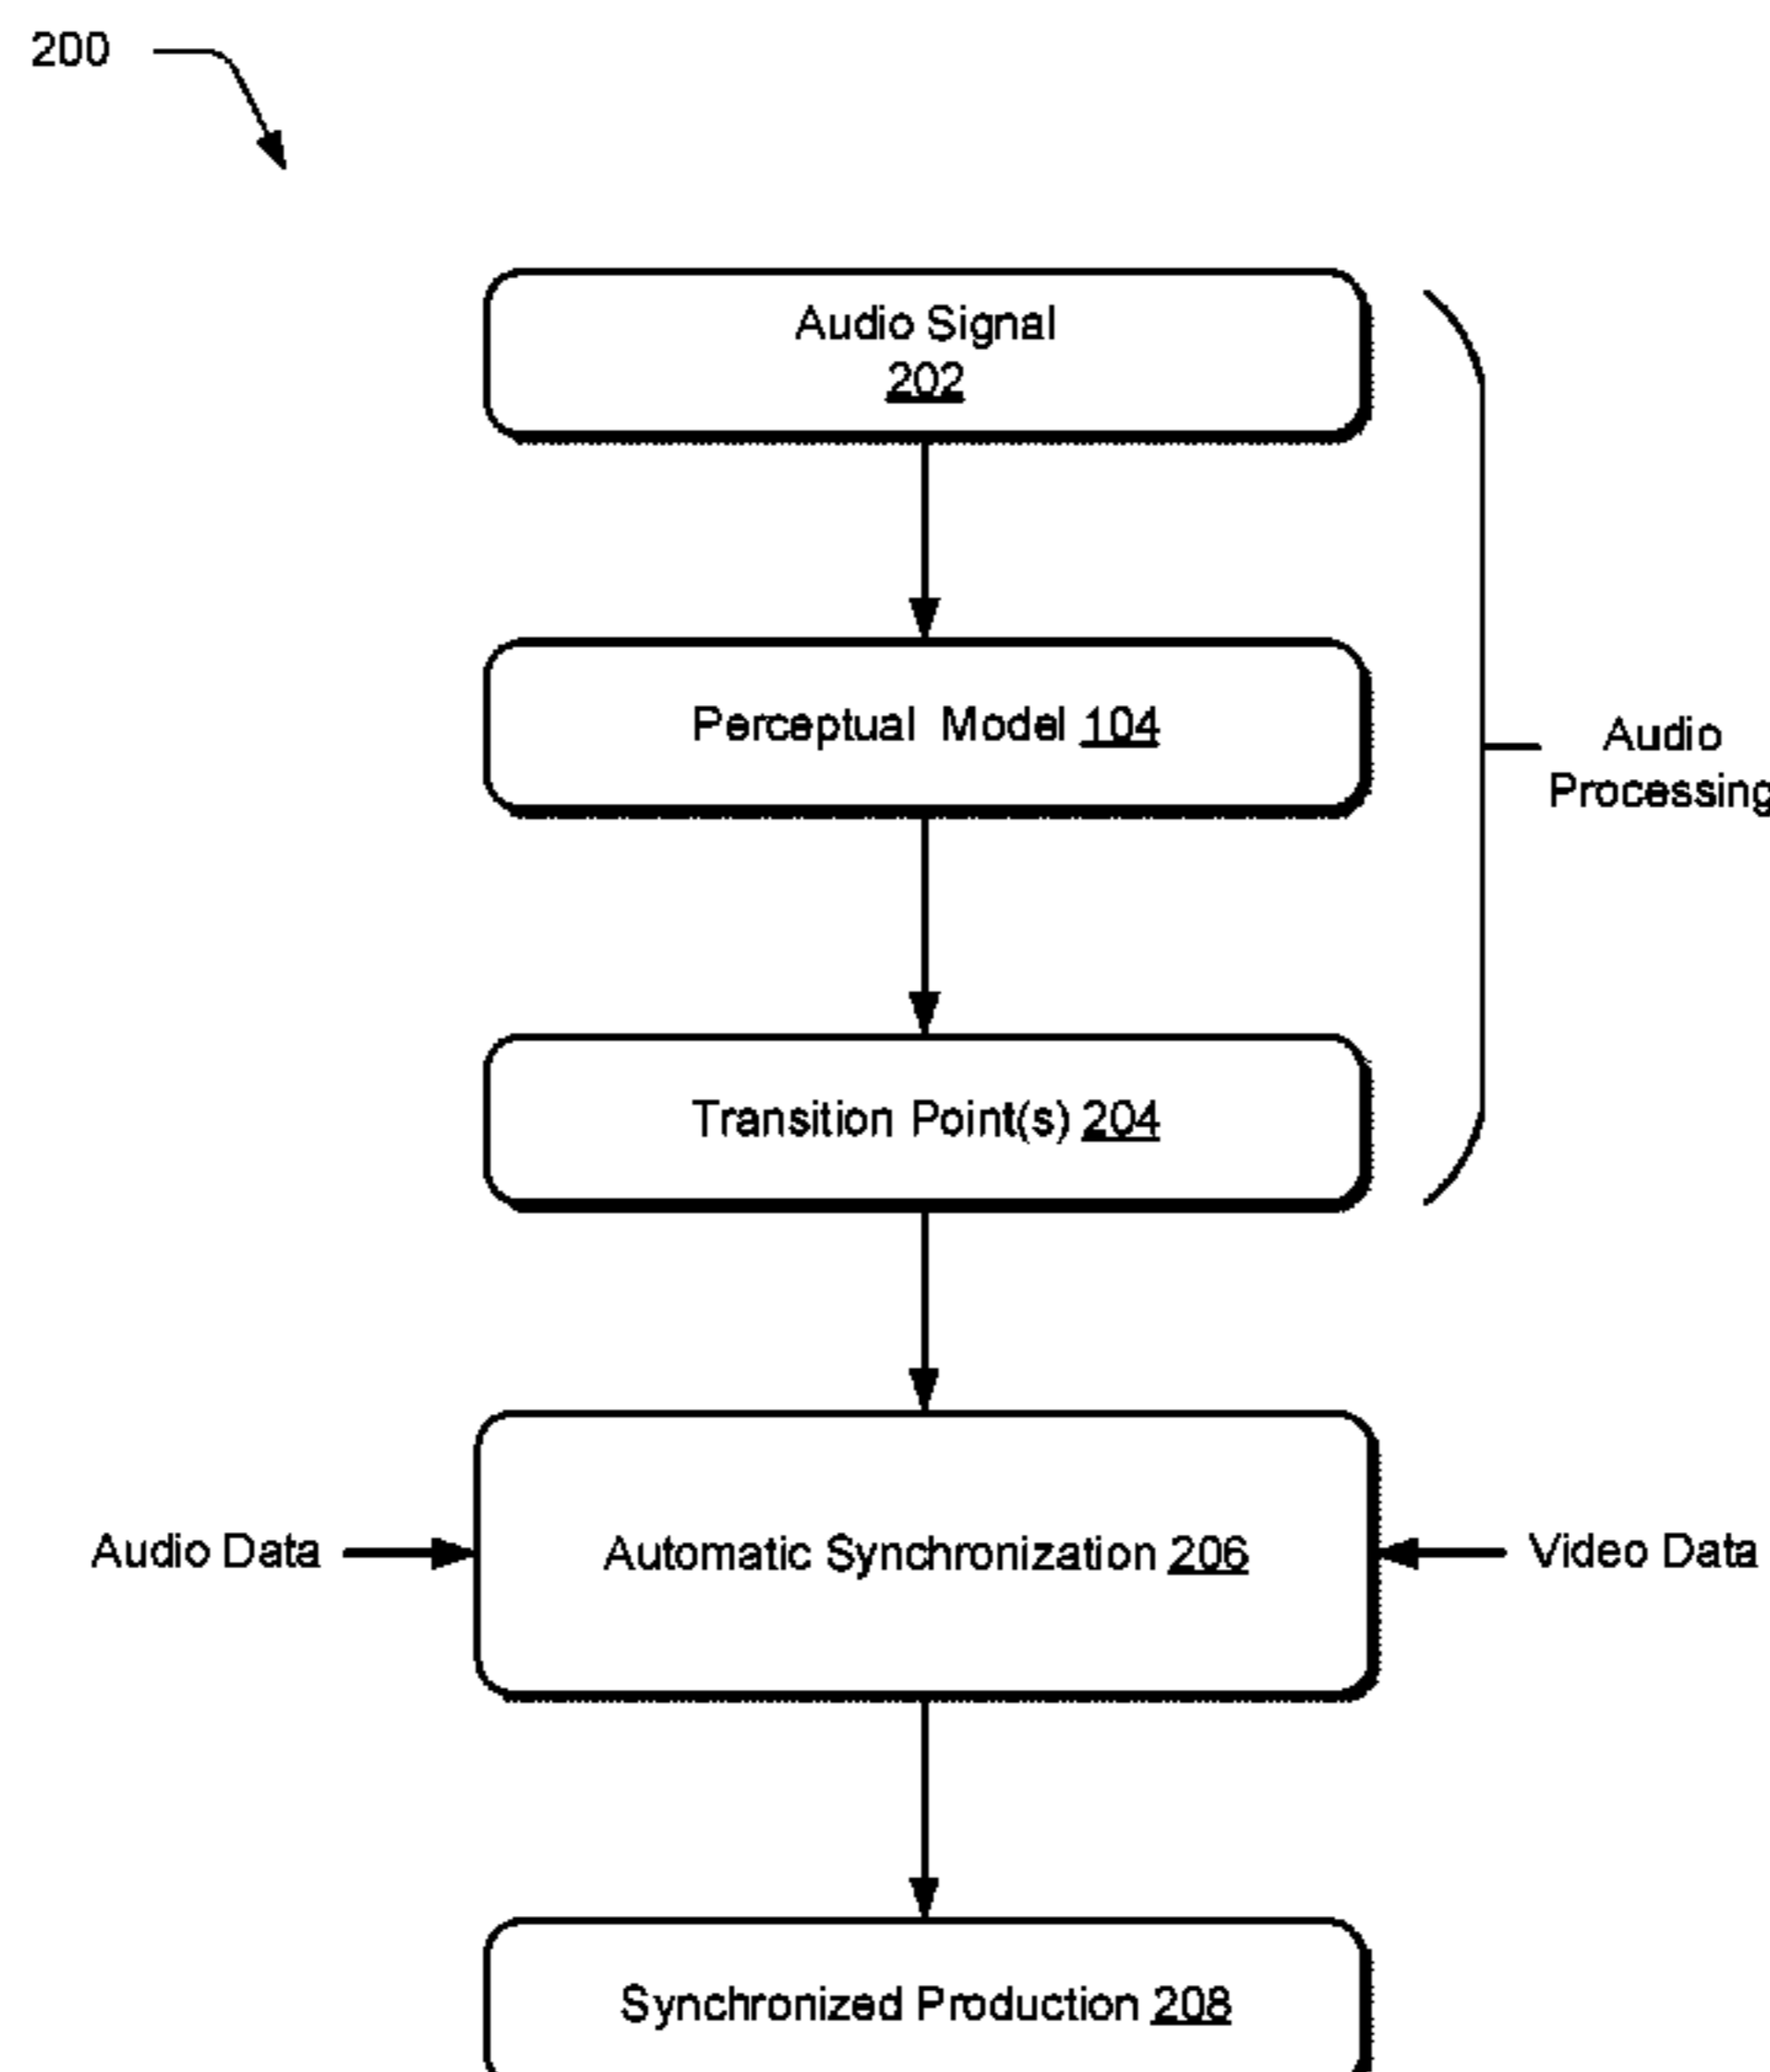 200
Audio Signal
202
Perceptual Model 104
Audio
Processing
Transition Point(s) 204
Audio Data
Automatic Synchronization 206
Video Data
Synchronized Production 208